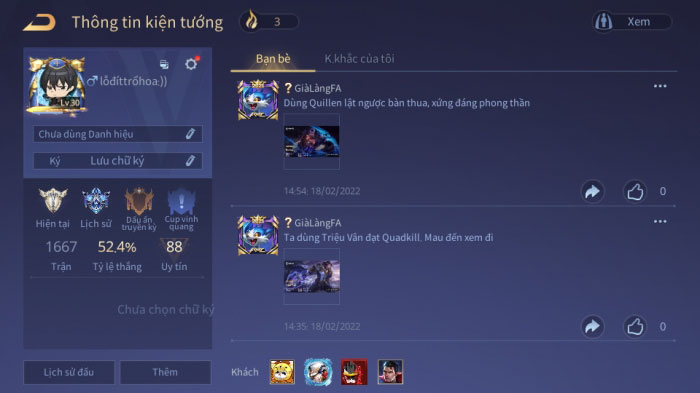 Thông tin kiện tướng
3
Xem
lồđíttrổhoa:))
Lv 30
Chưa dùng Danh hiệu
Ký Lưu chữ ký
Hiện tại
Lịch sử
Dấu ấn truyền kỳ
Cup vinh quang
1667
52,4%
88
Trận
Tỷ lệ thắng
Uy tín
Chưa chọn chữ ký
Lịch sử đấu
Thêm
Bạn bè
K.khắc của tôi
? GiàLàngFA
Dùng Quillen lật ngược bàn thua, xứng đáng phong thần
14:54: 18/02/2022
0
? GiàLàngFA
Ta dùng Triệu Vân đạt Quadkill. Mau đến xem đi
14:35: 18/02/2022
0
Khách